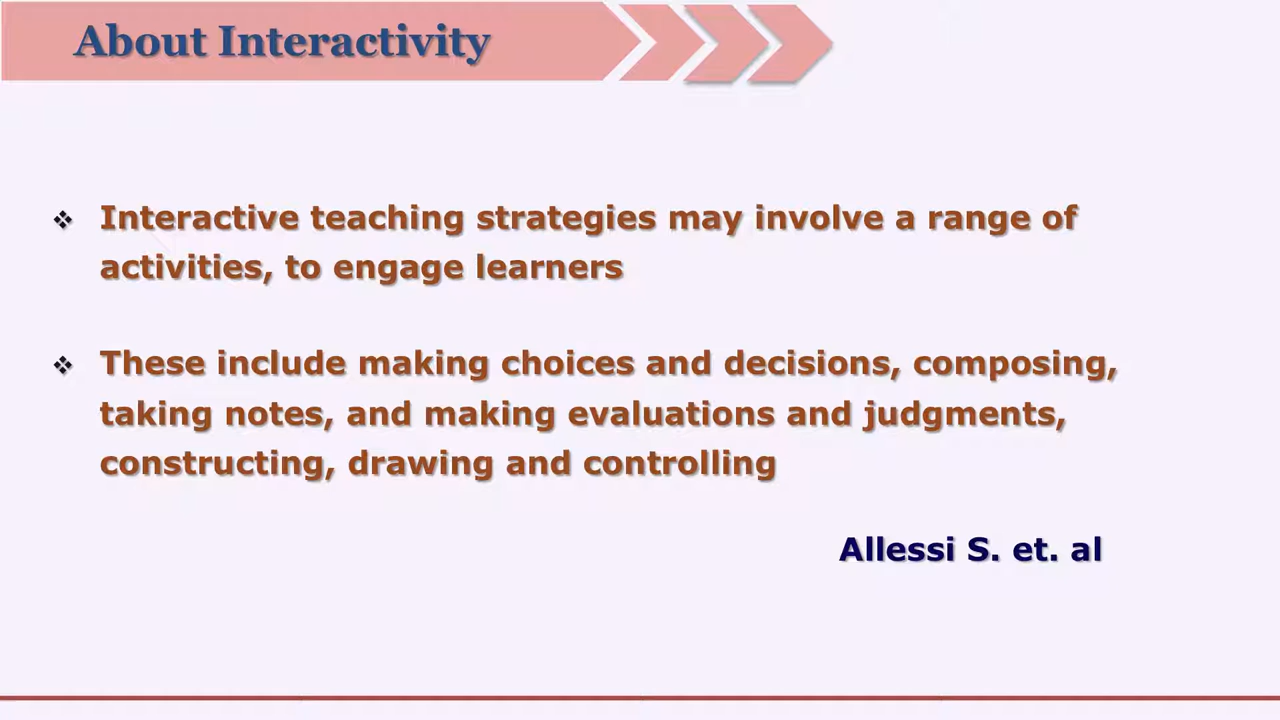 About Interactivity
Interactive teaching strategies may involve a range of
activities, to engage learners
These include making choices and decisions, composing,
taking notes, and making evaluations and judgments,
constructing, drawing and controlling
Allessi S. et. al